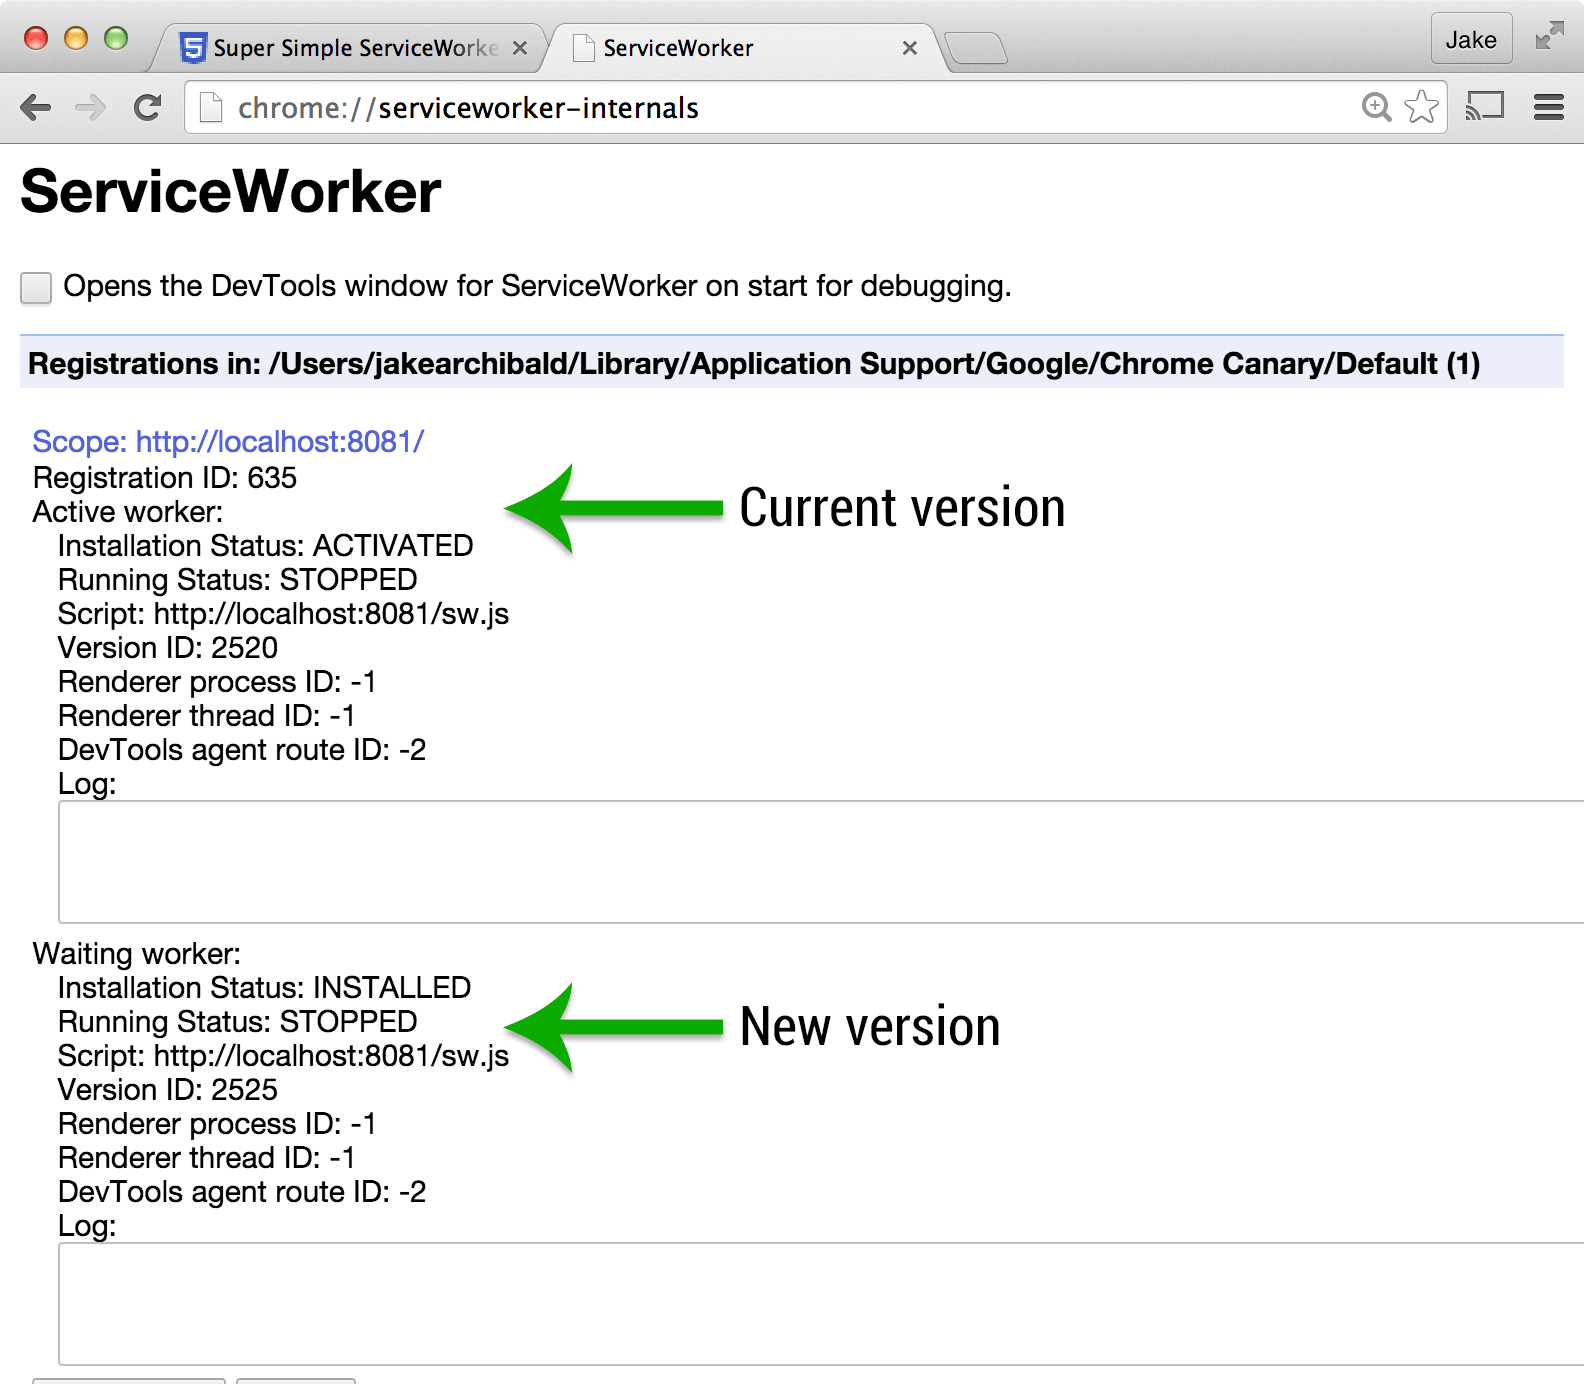 Super Simple ServiceWorke
ServiceWorker
Jake
chrome://serviceworker-internals
ServiceWorker
Opens the DevTools window for ServiceWorker on start for debugging.
Registrations in: /Users/jakearchibald/Library/Application Support/Google/Chrome Canary/Default (1)
Scope: http://localhost:8081/
Registration ID: 635
Active worker:
Current version
Installation Status: ACTIVATED
Running Status: STOPPED
Script: http://localhost:8081/sw.js
Version ID: 2520
Renderer process ID: -1
Renderer thread ID: -1
DevTools agent route ID: -2
Log:
Waiting worker:
Installation Status: INSTALLED
Running Status: STOPPED
New version
Script: http://localhost:8081/sw.js
Version ID: 2525
Renderer process ID: -1
Renderer thread ID: -1
DevTools agent route ID: -2
Log: